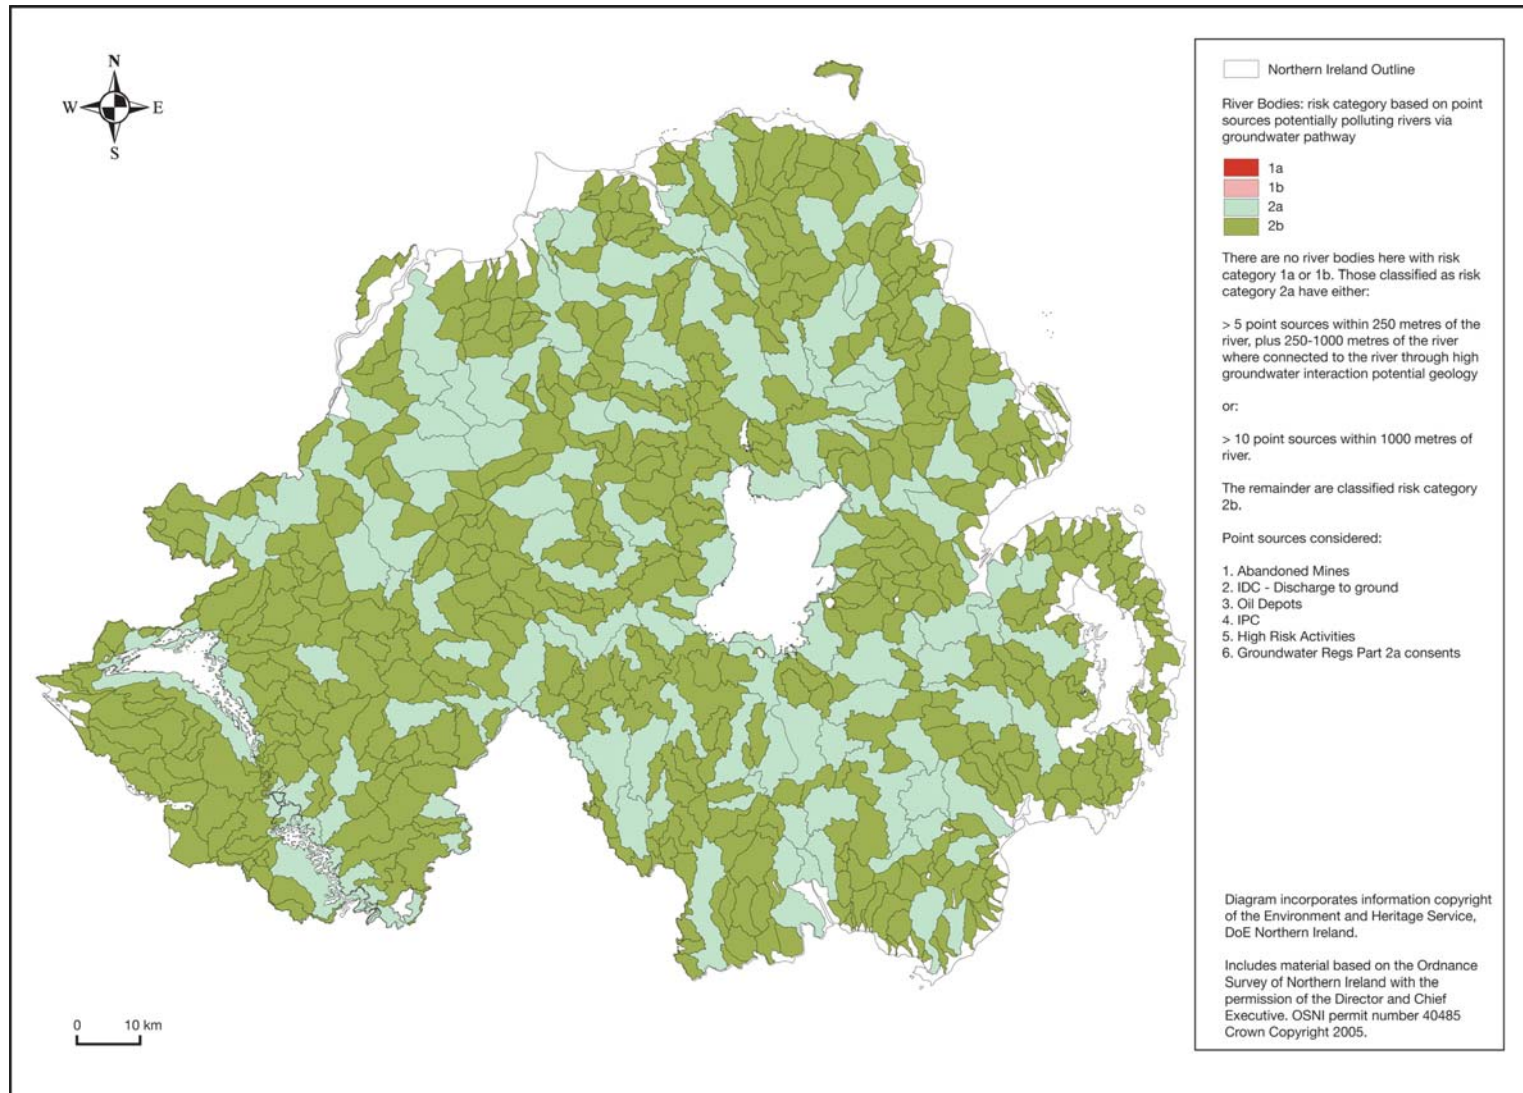 N
W E
S
Northern Ireland Outline
River Bodies: risk category based on point
sources potentially polluting rivers via
groundwater pathway
1a
1b
2a
2b
There are no river bodies here with risk
category 1a or 1b. Those classified as risk
category 2a have either:
> 5 point sources within 250 metres of the
river, plus 250-1000 metres of the river
where connected to the river through high
groundwater interaction potential geology
or:
> 10 point sources within 1000 metres of
river.
The remainder are classified risk category
2b.
Point sources considered:
1. Abandoned Mines
2. IDC - Discharge to ground
3. Oil Depots
4. IPC
5. High Risk Activities
6. Groundwater Regs Part 2a consents
Diagram incorporates information copyright
of the Environment and Heritage Service,
DoE Northern Ireland.
Includes material based on the Ordnance
Survey of Northern Ireland with the
permission of the Director and Chief
Executive. OSNI permit number 40485
Crown Copyright 2005.
0 10 km